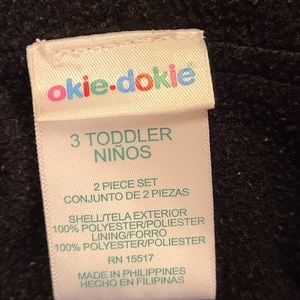 okie·dokie®
3 TODDLER
NIÑOS
2 PIECE SET
CONJUNTO DE 2 PIEZAS
SHELL/TELA EXTERIOR
100% POLYESTER/POLIESTER
LINING/FORRO
100% POLYESTER/POLIESTER
RN 15517
MADE IN PHILIPPINES
HECHO EN FILIPINAS